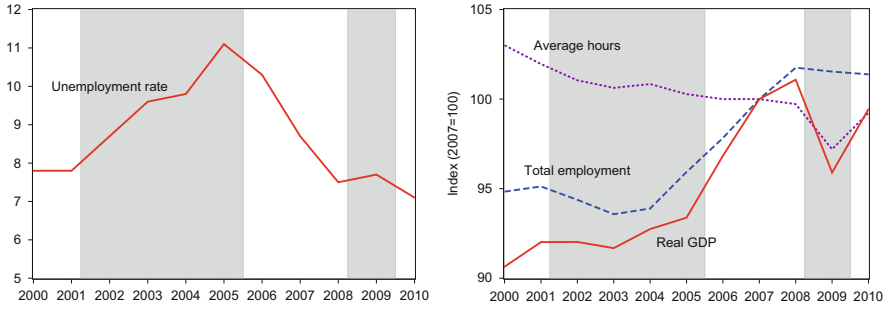 12
11
10
9
8
7
6
5
Unemployment rate
2000 2001 2002 2003 2004 2005 2006 2007 2008 2009 2010
Index (2007=100)
105
100
95
90
Average hours
Total employment
Real GDP
2000 2001 2002 2003 2004 2005 2006 2007 2008 2009 2010